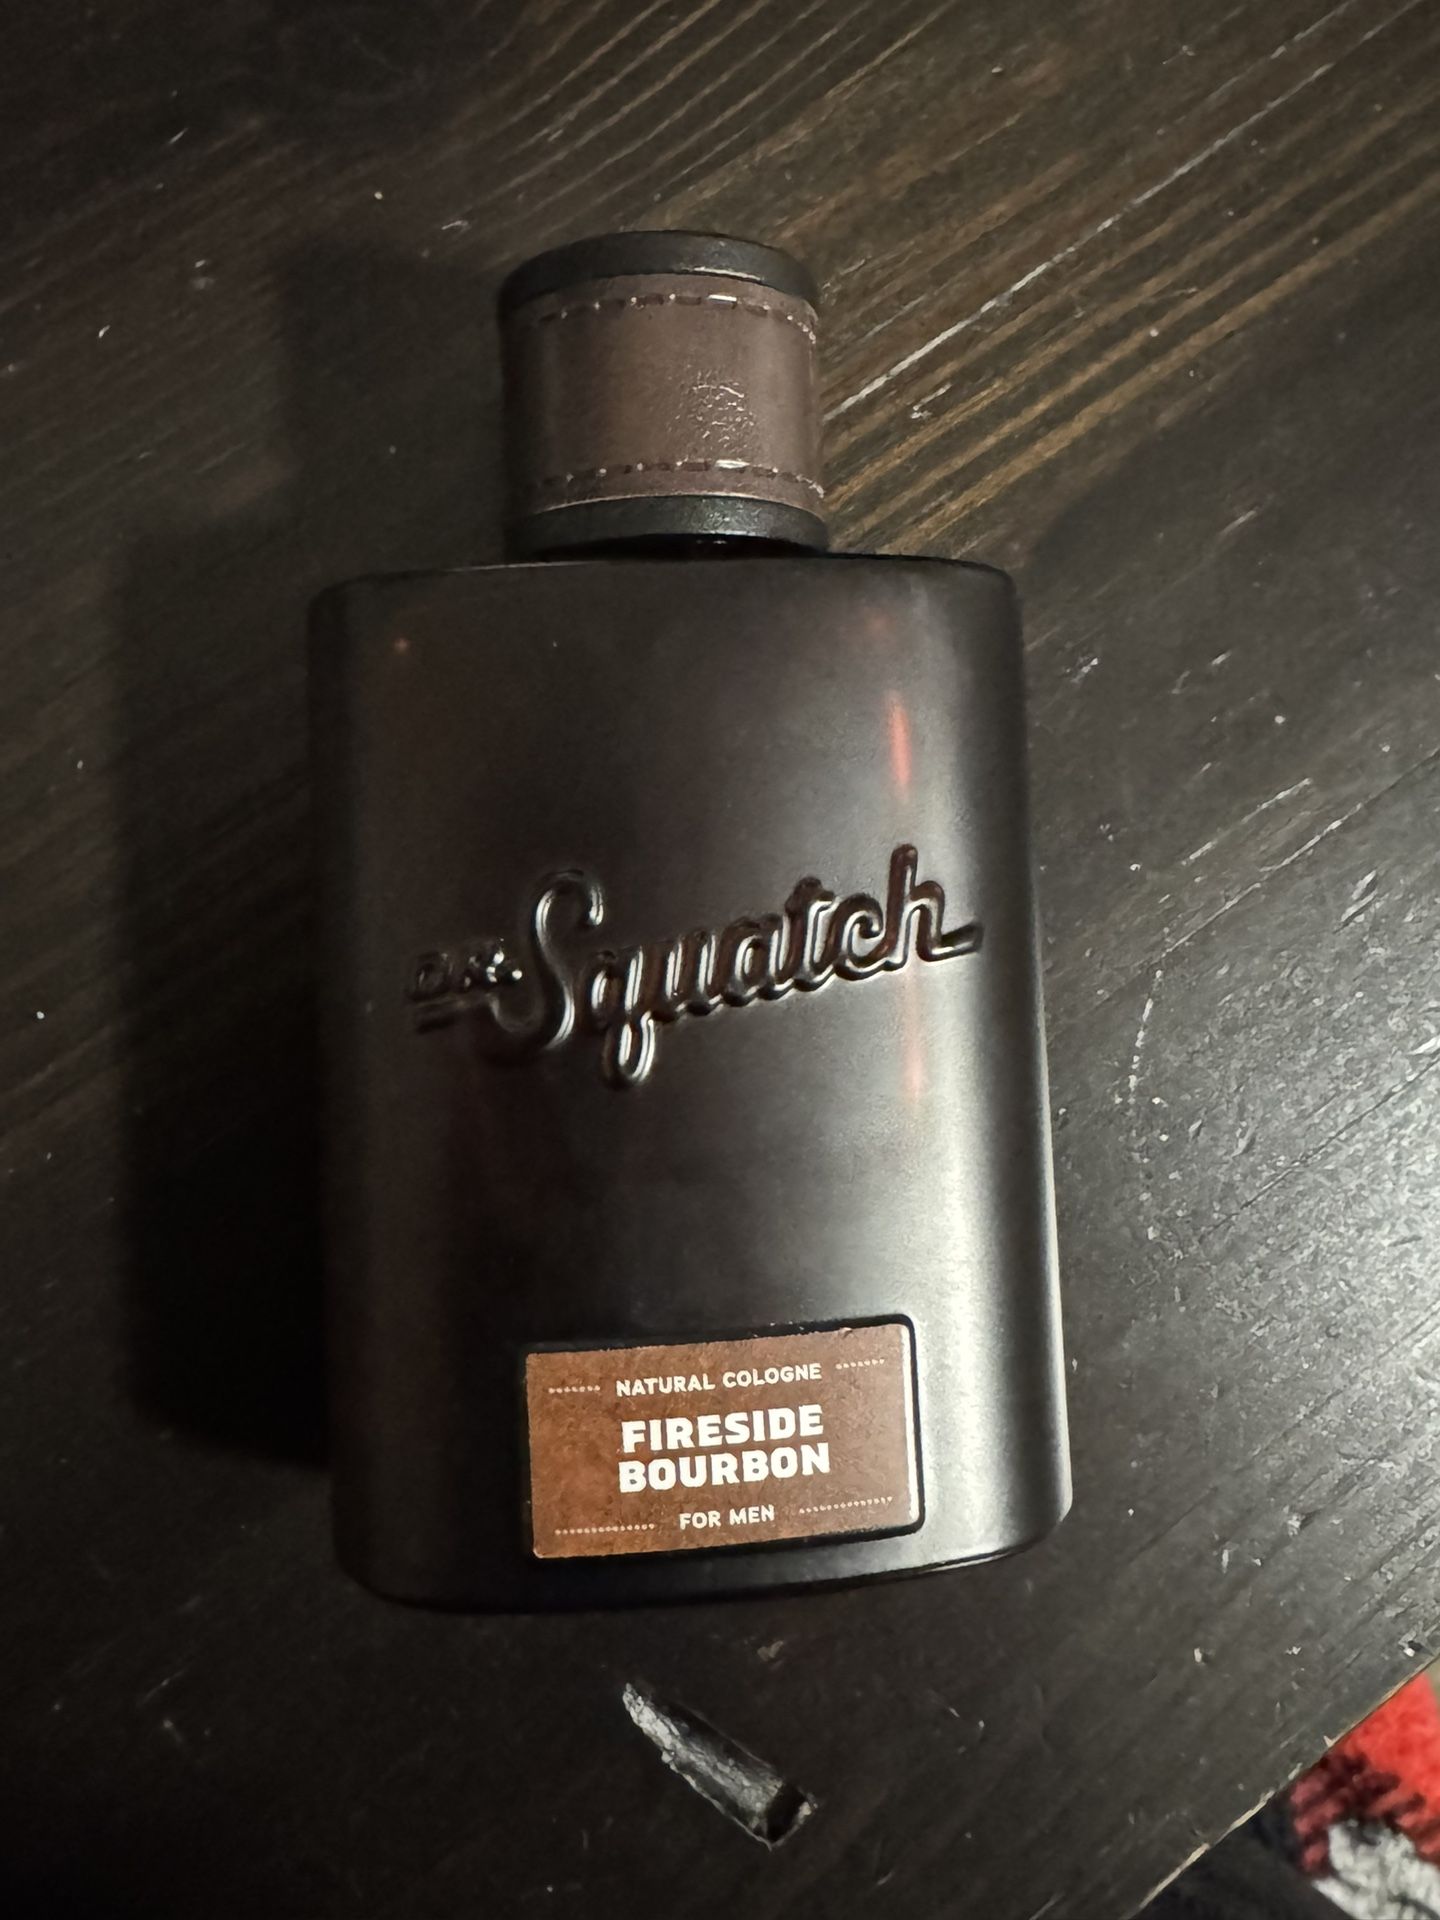 DR. Squatch
NATURAL COLOGNE
FIRESIDE
BOURBON
FOR MEN